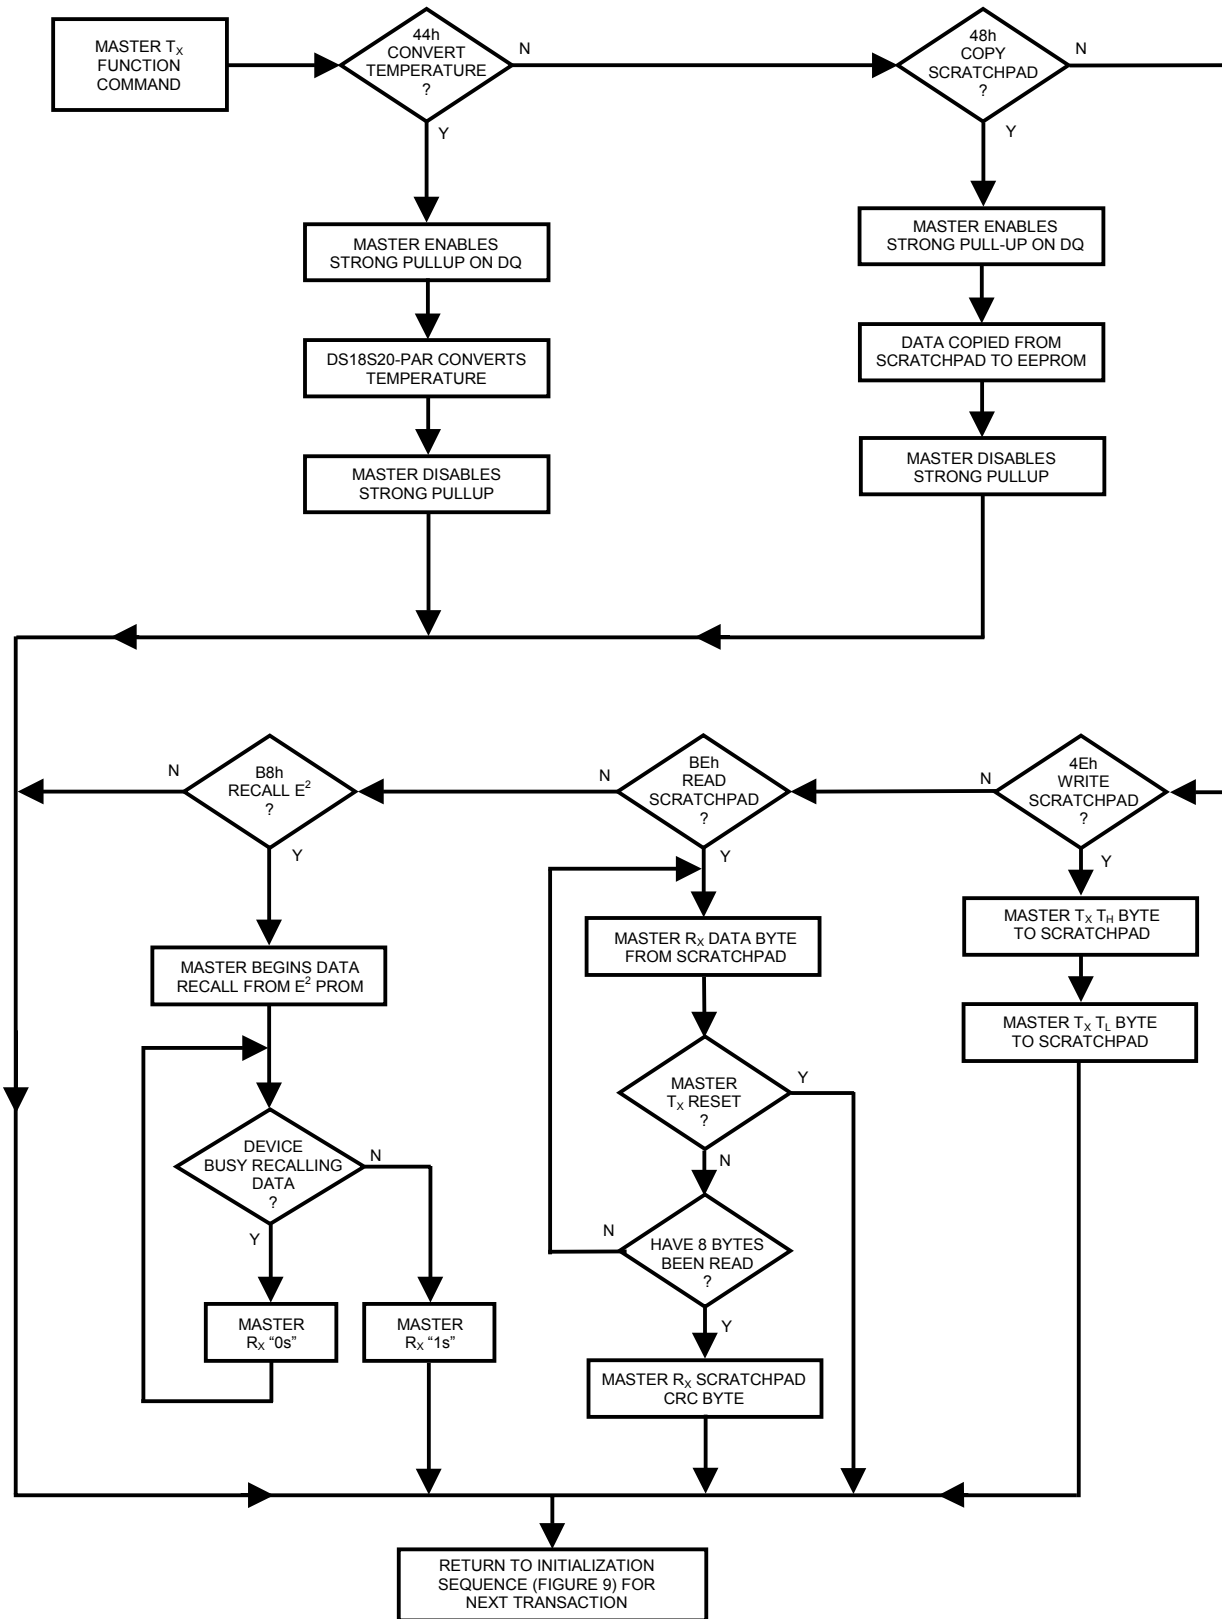 MASTER TX
FUNCTION
COMMAND
44h
CONVERT
TEMPERATURE
?
N
Y
48h
COPY
SCRATCHPAD
?
N
Y
MASTER ENABLES
STRONG PULLUP ON DQ
DS18S20-PAR CONVERTS
TEMPERATURE
MASTER DISABLES
STRONG PULLUP
MASTER ENABLES
STRONG PULL-UP ON DQ
DATA COPIED FROM
SCRATCHPAD TO EEPROM
MASTER DISABLES
STRONG PULLUP
N
B8h
RECALL E²
?
Y
N
BEh
READ
SCRATCHPAD
?
Y
N
4Eh
WRITE
SCRATCHPAD
?
Y
MASTER BEGINS DATA
RECALL FROM E² PROM
DEVICE
BUSY RECALLING
DATA
?
N
Y
MASTER
RX “0s”
MASTER
RX “1s”
MASTER RX DATA BYTE
FROM SCRATCHPAD
MASTER
TX RESET
?
Y
N
HAVE 8 BYTES
BEEN READ
?
N
Y
MASTER RX SCRATCHPAD
CRC BYTE
MASTER TX TH BYTE
TO SCRATCHPAD
MASTER TX TL BYTE
TO SCRATCHPAD
RETURN TO INITIALIZATION
SEQUENCE (FIGURE 9) FOR
NEXT TRANSACTION